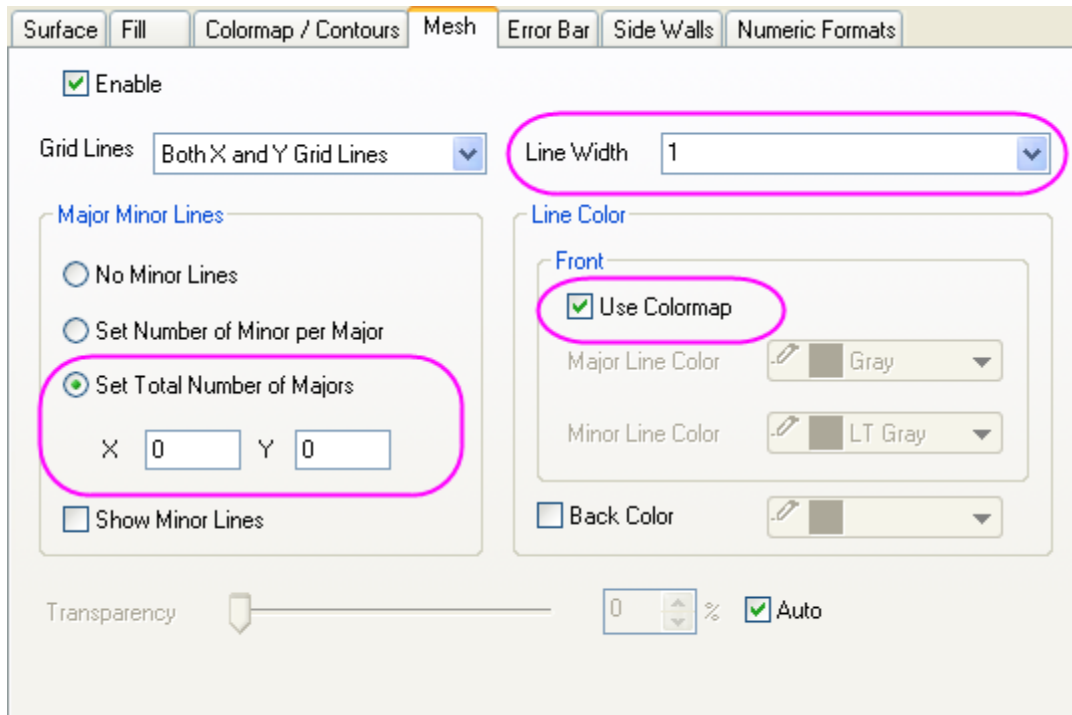 Surface Fill Colormap / Contours Mesh Error Bar Side Walls Numeric Formats
Enable
Grid Lines Both X and Y Grid Lines Line Width 1
Major Minor Lines
No Minor Lines
Set Number of Minor per Major
Set Total Number of Majors
X 0 Y 0
Show Minor Lines
Line Color
Front
Use Colormap
Major Line Color Gray
Minor Line Color LT Gray
Back Color
Transparency 0 % Auto